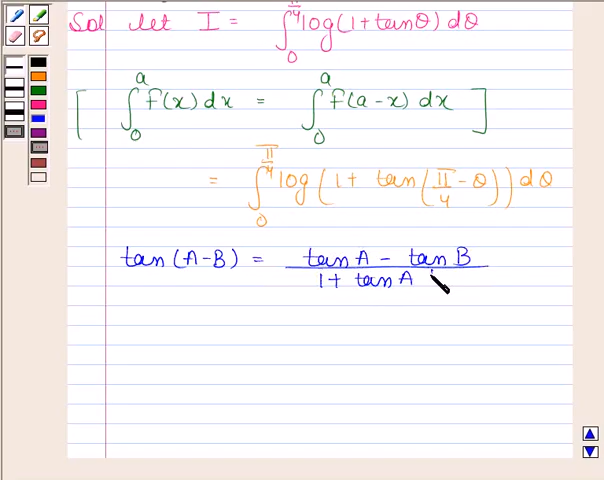 Sol let I = ∫₀^(π/4) log(1+tanθ) dθ
[ ∫₀^a f(x) dx = ∫₀^a f(a-x) dx ]
= ∫₀^(π/4) log(1 + tan(π/4 - θ)) dθ
tan(A-B) = (tanA - tanB)/(1+ tanA